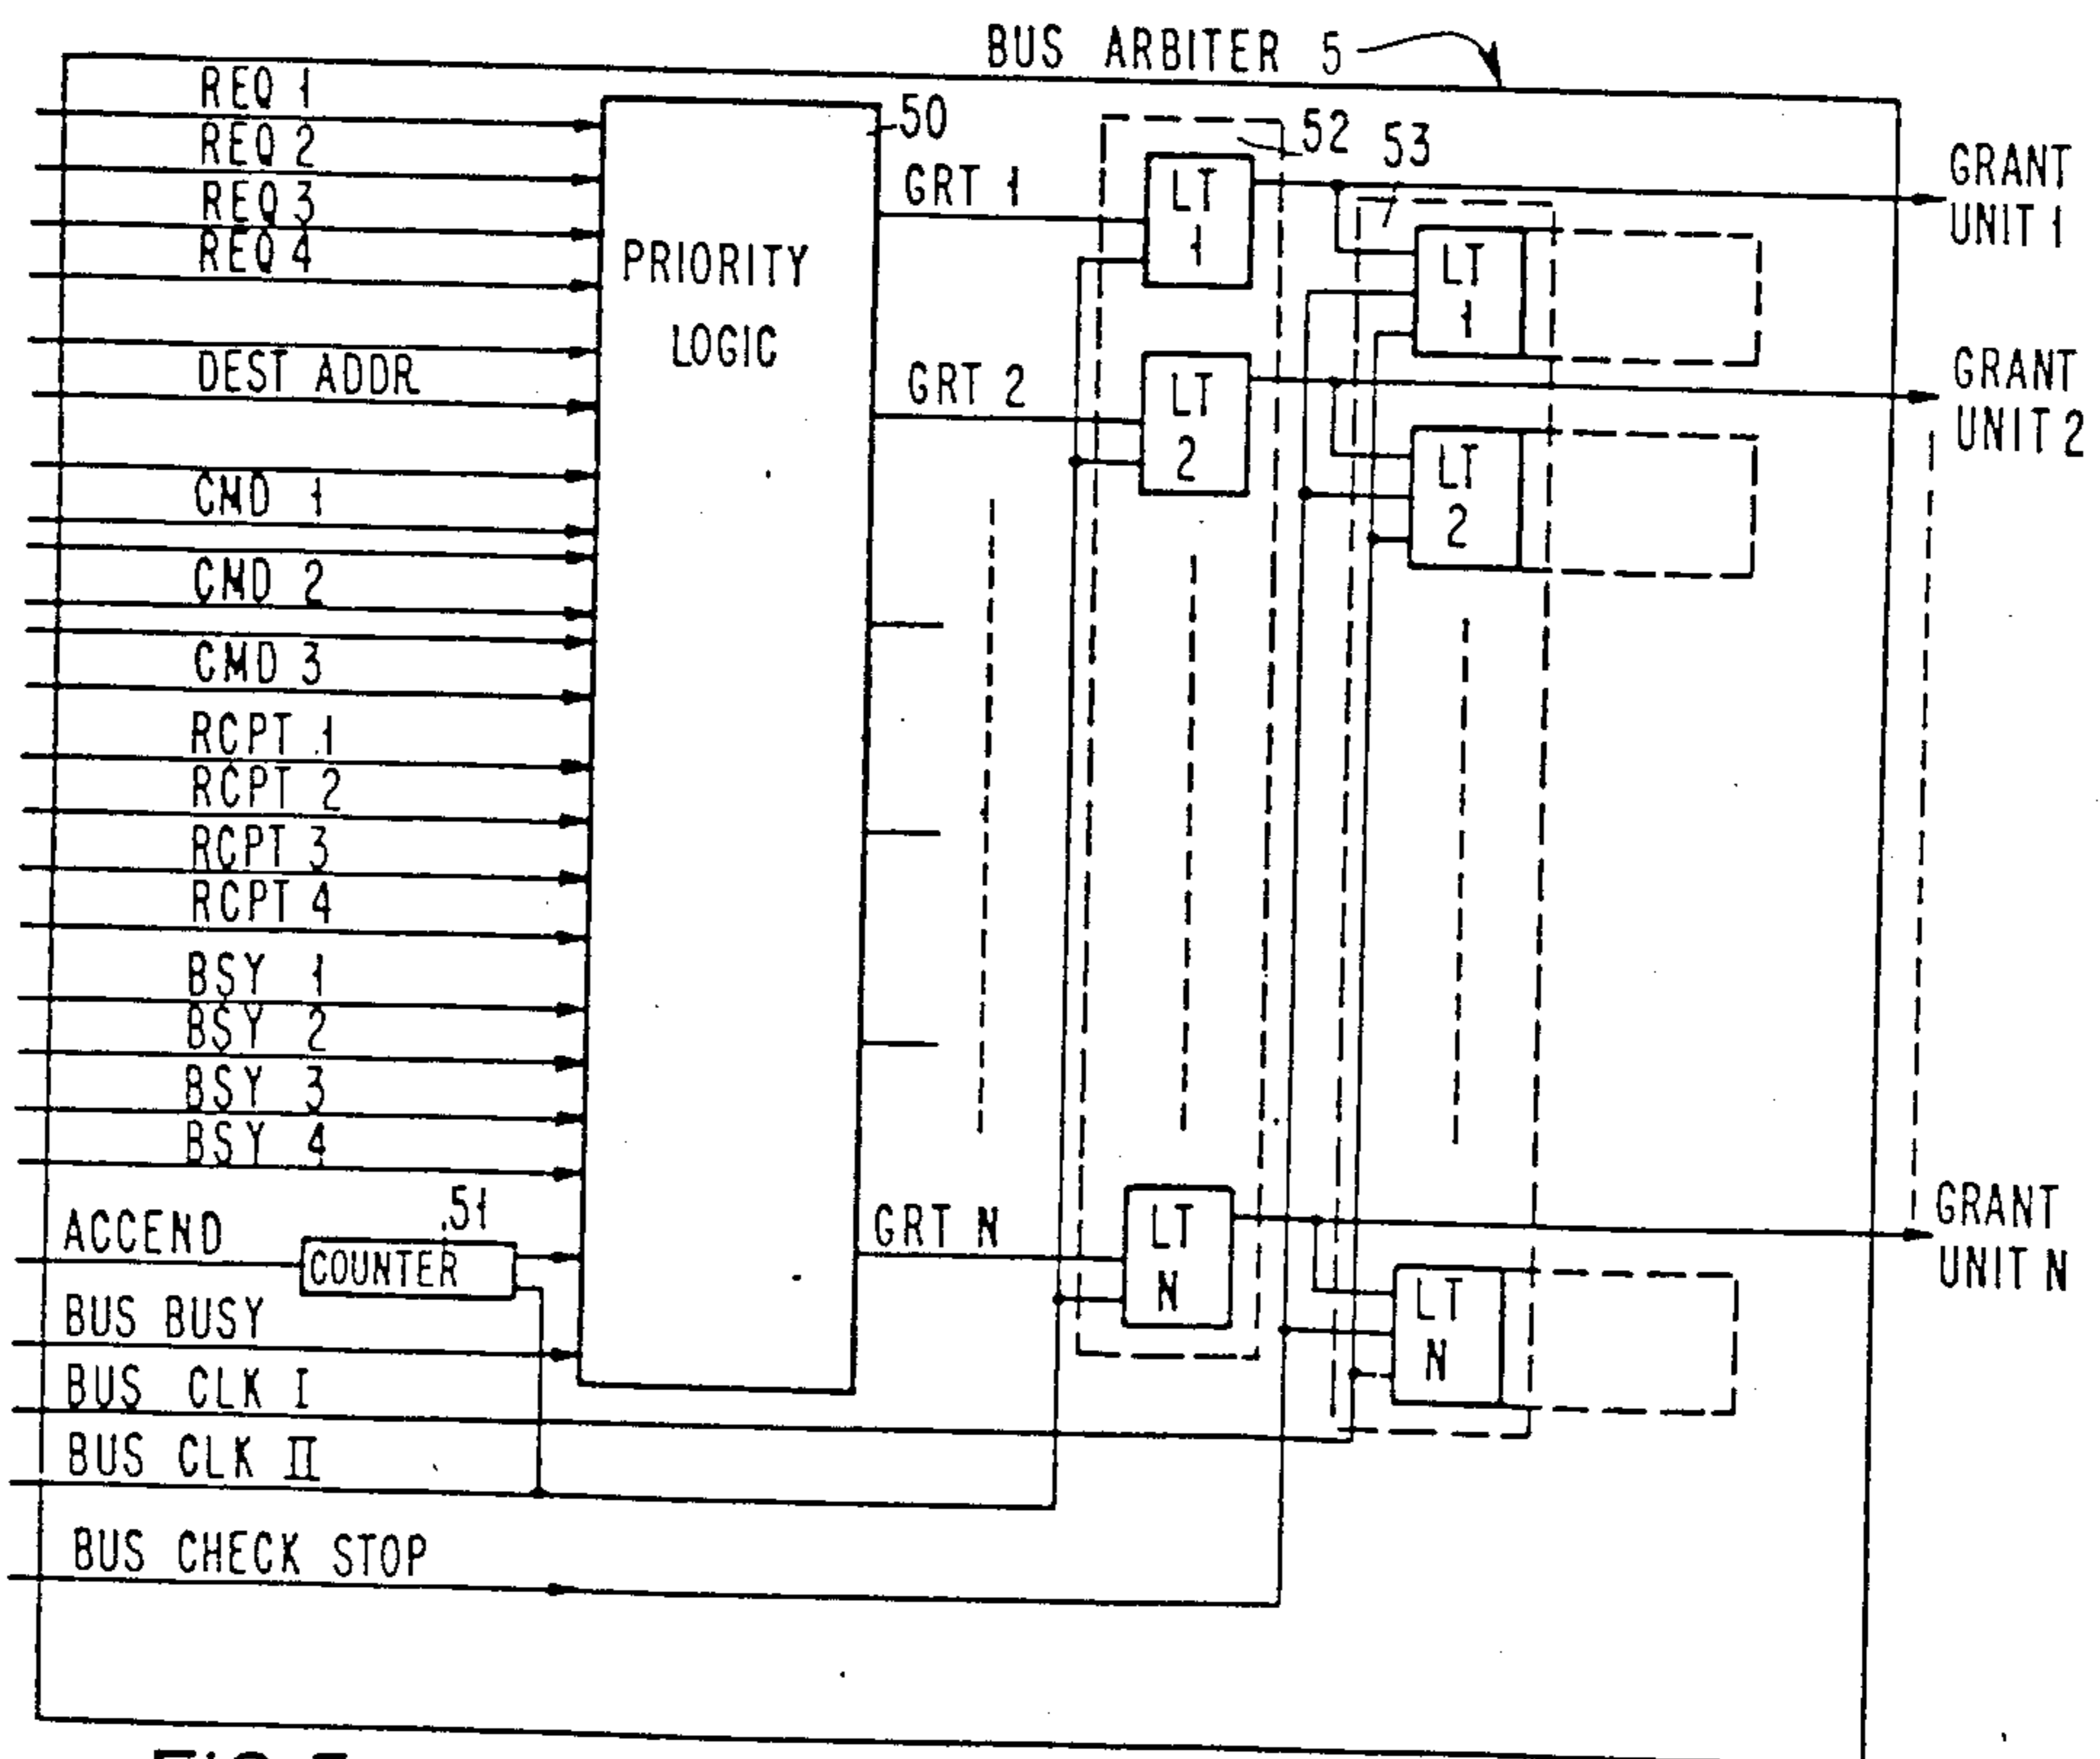 BUS ARBITER 5
REQ 1
REQ 2
REQ 3
REQ 4
DEST ADDR
CMD 1
CMD 2
CMD 3
RCPT 1
RCPT 2
RCPT 3
RCPT 4
BSY 1
BSY 2
BSY 3
BSY 4
ACCEND
51
COUNTER
BUS BUSY
BUS CLK I
BUS CLK II
BUS CHECK STOP
50
PRIORITY
LOGIC
GRT 1
GRT 2
GRT N
52
53
LT
1
LT
2
LT
N
LT
1
LT
2
LT
N
GRANT
UNIT 1
GRANT
UNIT 2
GRANT
UNIT N